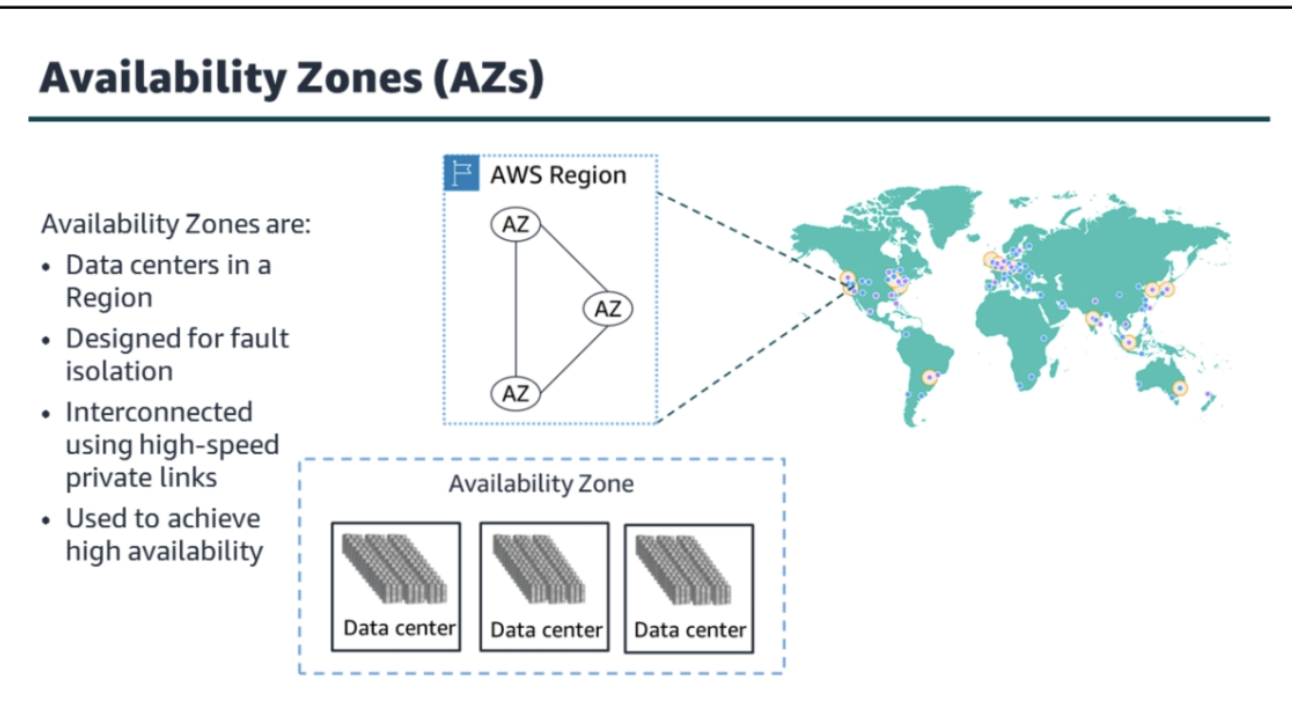 Availability Zones (AZs)
Availability Zones are:
• Data centers in a
Region
• Designed for fault
isolation
• Interconnected
using high-speed
private links
• Used to achieve
high availability
AWS Region
AZ
AZ
AZ
Availability Zone
Data center
Data center
Data center